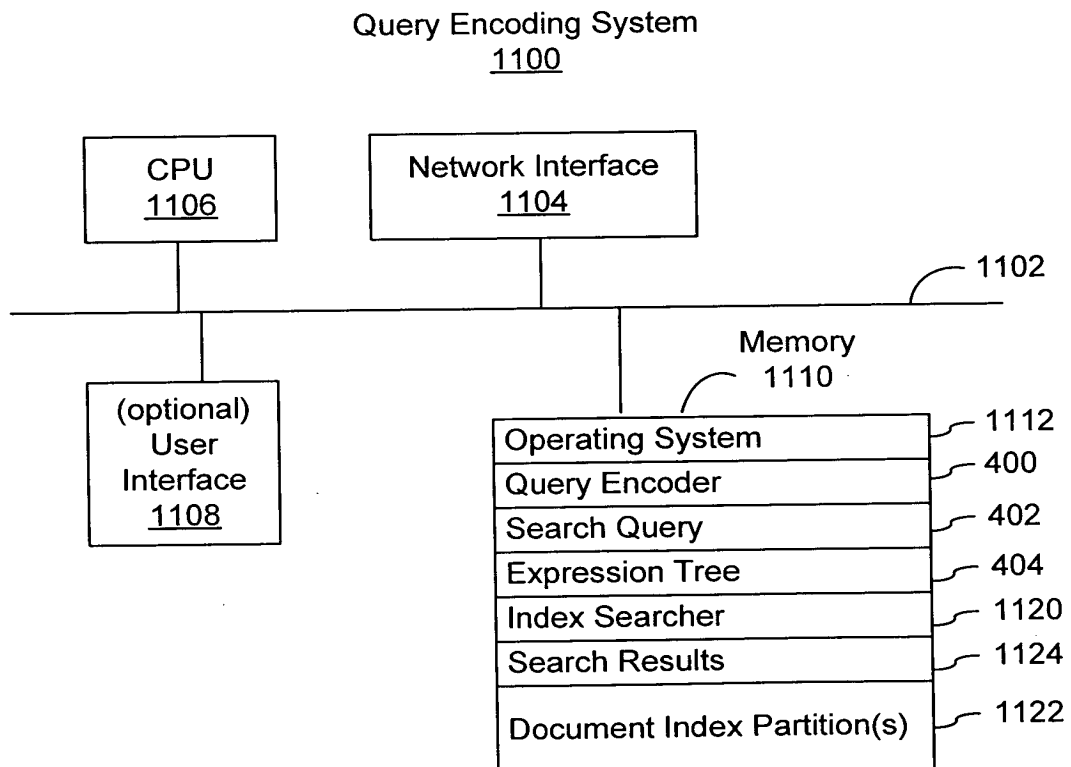 Query Encoding System
1100
CPU
1106
Network Interface
1104
1102
(optional)
User
Interface
1108
Memory
1110
Operating System
1112
Query Encoder
400
Search Query
402
Expression Tree
404
Index Searcher
1120
Search Results
1124
Document Index Partition(s)
1122